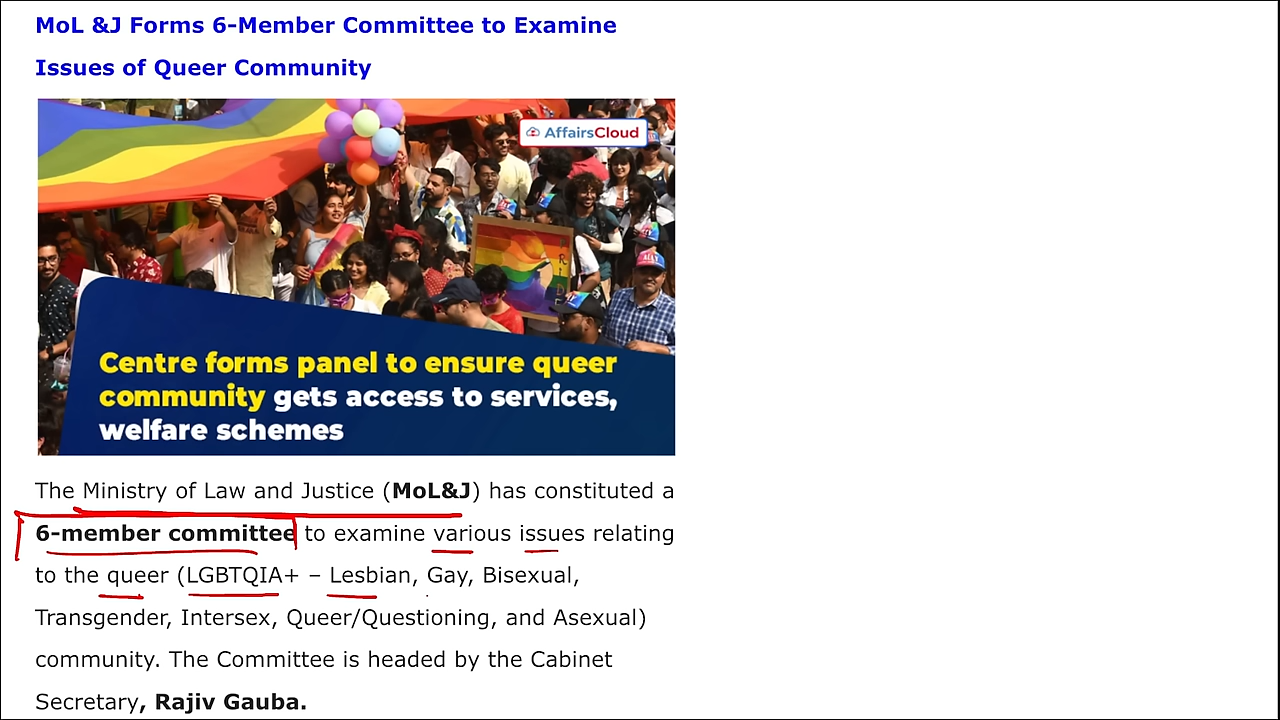 MoL &J Forms 6-Member Committee to Examine
Issues of Queer Community
AffairsCloud
Centre forms panel to ensure queer
community gets access to services,
welfare schemes
The Ministry of Law and Justice (MoL&J) has constituted a
6-member committee to examine various issues relating
to the queer (LGBTQIA+ – Lesbian, Gay, Bisexual,
Transgender, Intersex, Queer/Questioning, and Asexual)
community. The Committee is headed by the Cabinet
Secretary, Rajiv Gauba.